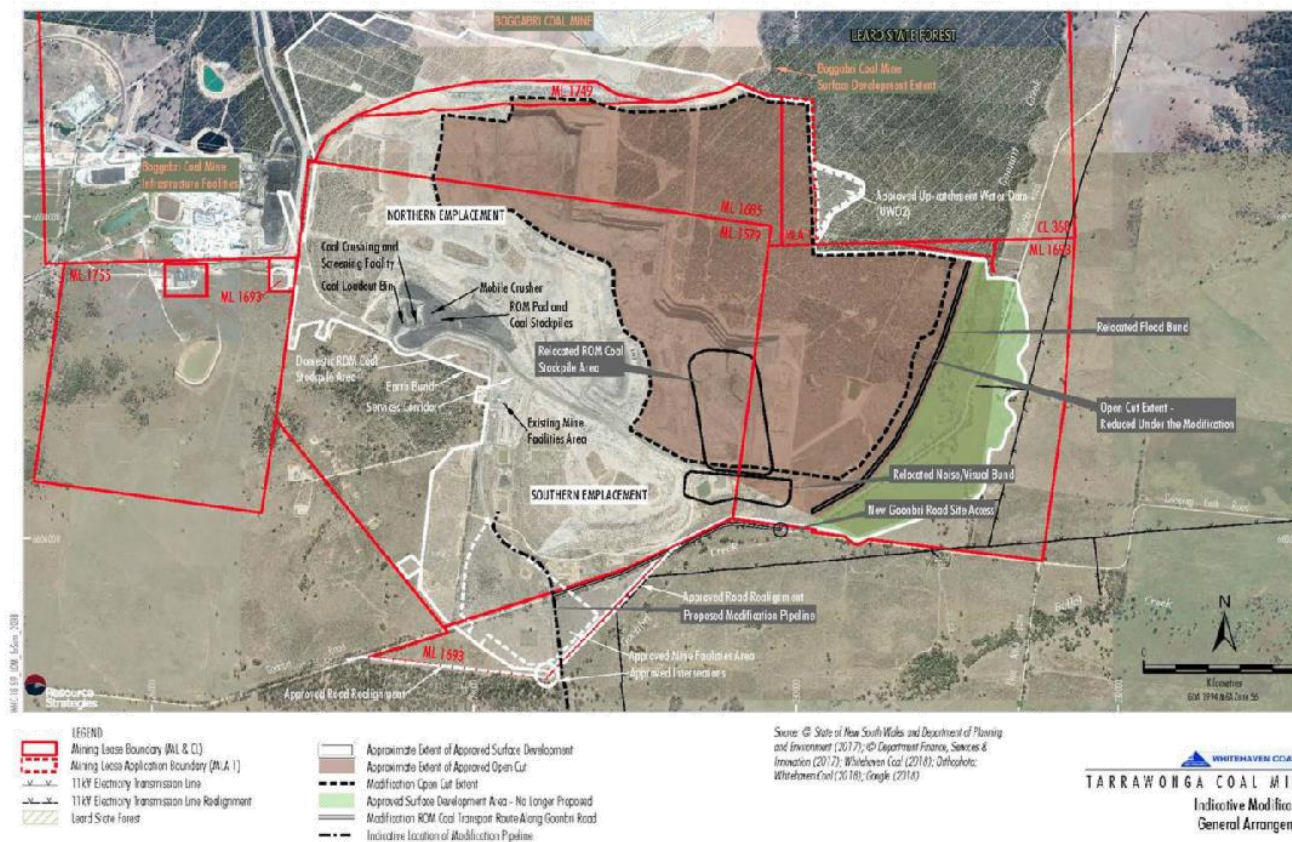 BOGGABRI COAL MINE
LEARD STATE FOREST
Boggabri Coal Mine
Surface Development Extent
ML 1749
Boggabri Coal Mine
Infrastructure Facilities
Approved Up-catchment Water Dam
(UWD2)
NORTHERN EMPLACEMENT
ML 1685
ML 1579
MLA 1
CL 368
ML 1693
Coal Crushing and
Screening Facility
Coal Loadout Bin
Mobile Crusher
ROM Pad and
Coal Stockpiles
ML 1755
ML 1693
Relocated Flood Bund
Relocated ROM Coal
Stockpile Area
Domestic ROM Coal
Stockpile Area
Earth Bund
Services Corridor
Existing Mine
Facilities Area
Open Cut Extent -
Reduced Under the Modification
Relocated Noise/Visual Bund
SOUTHERN EMPLACEMENT
New Goonbri Road Site Access
Creek
Approved Road Realignment
Proposed Modification Pipeline
Creek
N
ML 1693
Approved Mine Facilities Area
Approved Intersections
Approved Road Realignment
Kilometres
GDA 1994 MGA Zone 56
Resource
Strategies
LEGEND
Mining Lease Boundary (ML & CL)
Mining Lease Application Boundary (MLA 1)
11kV Electricity Transmission Line
11kV Electricity Transmission Line Realignment
Leard State Forest
Approximate Extent of Approved Surface Development
Approximate Extent of Approved Open Cut
Modification Open Cut Extent
Approved Surface Development Area - No Longer Proposed
Modification ROM Coal Transport Route Along Goonbri Road
Indicative Location of Modification Pipeline
Source: © State of New South Wales and Department of Planning
and Environment (2017); © Department Finance, Services &
Innovation (2017); Whitehaven Coal (2018); Orthophoto:
Whitehaven Coal (2018); Google (2018)
WHITEHAVEN COA
TARRAWONGA COAL MI
Indicative Modifica
General Arrangem